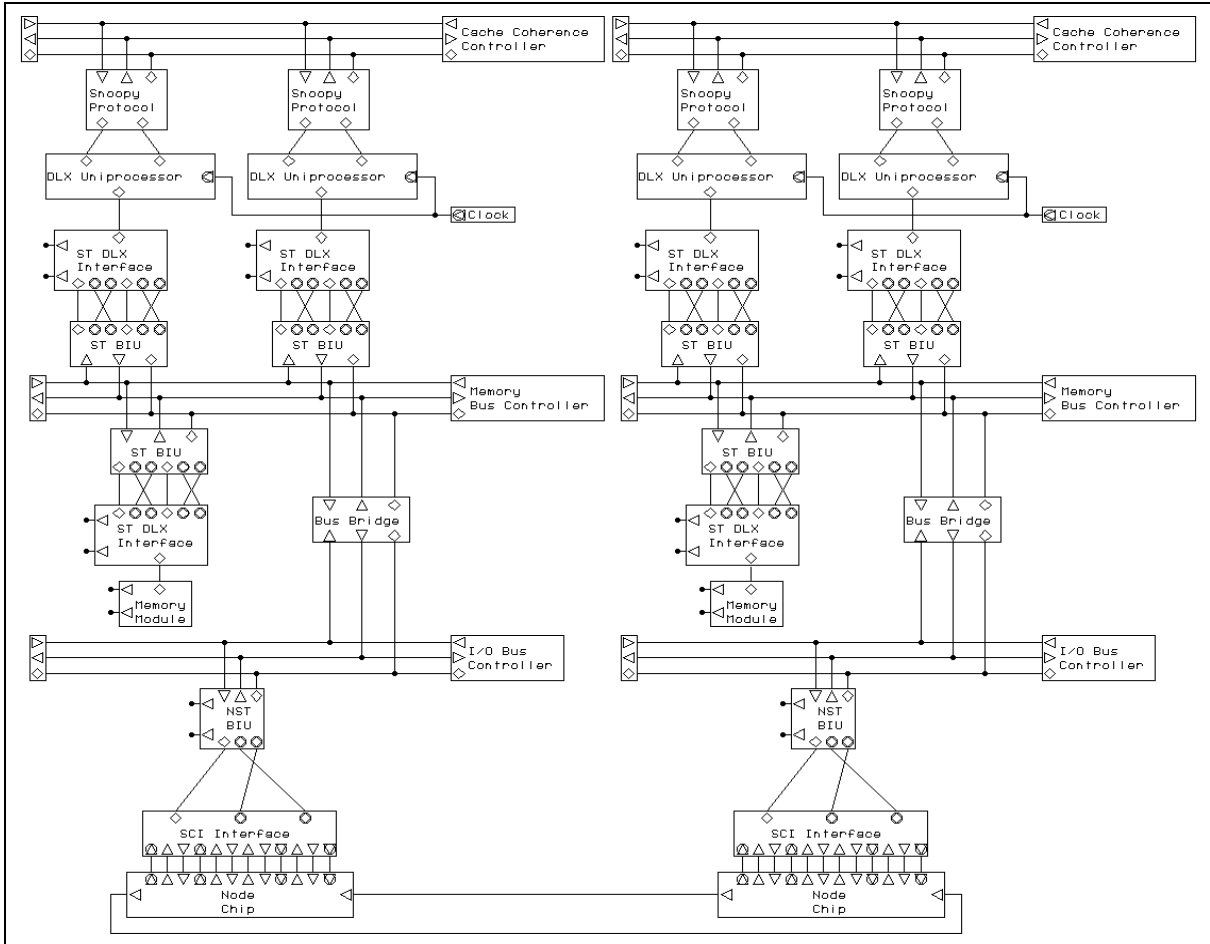 Cache Coherence
Controller
Cache Coherence
Controller
Snoopy
Protocol
Snoopy
Protocol
Snoopy
Protocol
Snoopy
Protocol
DLX Uniprocessor
DLX Uniprocessor
DLX Uniprocessor
DLX Uniprocessor
Clock
Clock
ST DLX
Interface
ST DLX
Interface
ST DLX
Interface
ST DLX
Interface
ST BIU
ST BIU
ST BIU
ST BIU
Memory
Bus Controller
Memory
Bus Controller
ST BIU
ST BIU
Bus Bridge
Bus Bridge
ST DLX
Interface
ST DLX
Interface
Memory
Module
Memory
Module
I/O Bus
Controller
I/O Bus
Controller
NST
BIU
NST
BIU
SCI Interface
SCI Interface
Node
Chip
Node
Chip